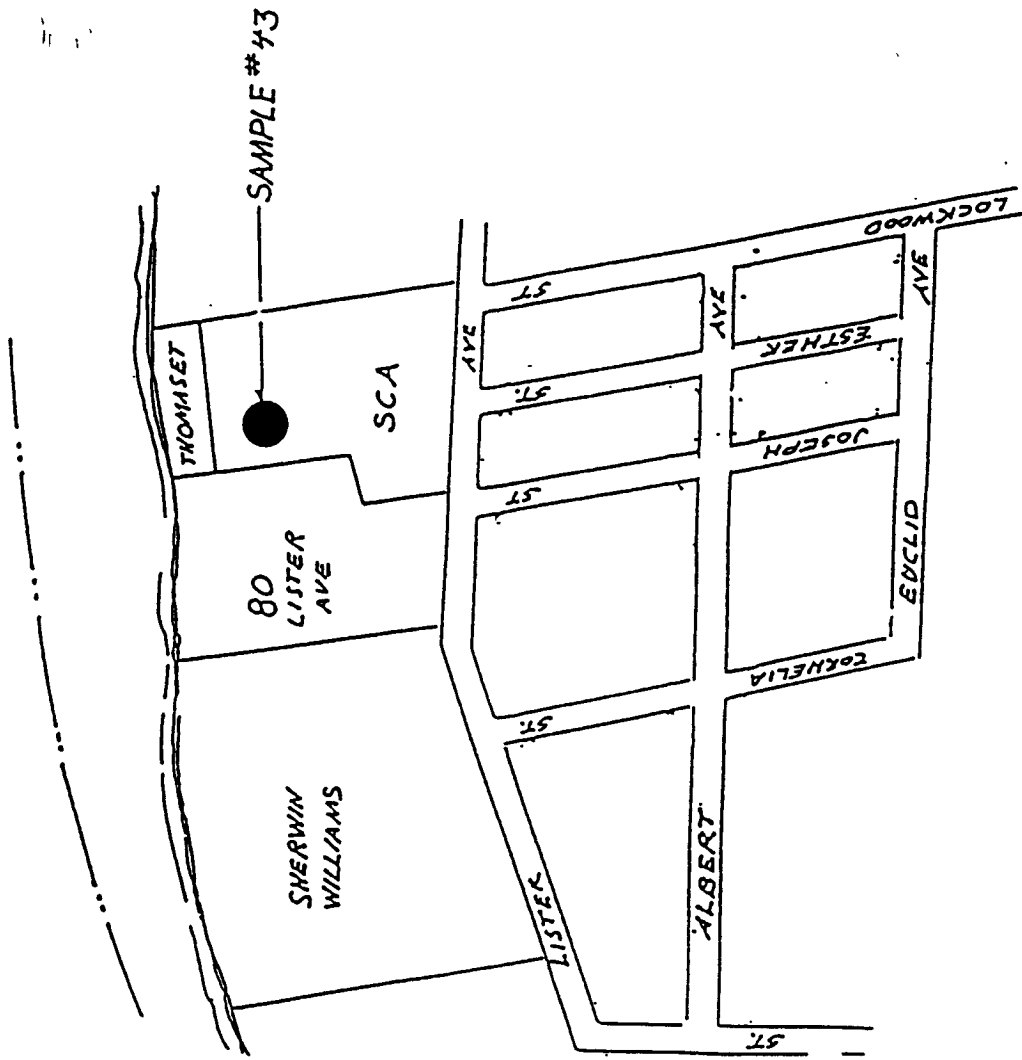 SAMPLE #43
THOMASET
SCA
80
LISTER
AVE
SHERWIN
WILLIAMS
LISTER
AVE
ALBERT
AVE
EUCLID
AVE
LOCKWOOD
ST
ESTHER
ST.
JOSEPH
ST
CORNELIA
ST.
ST.